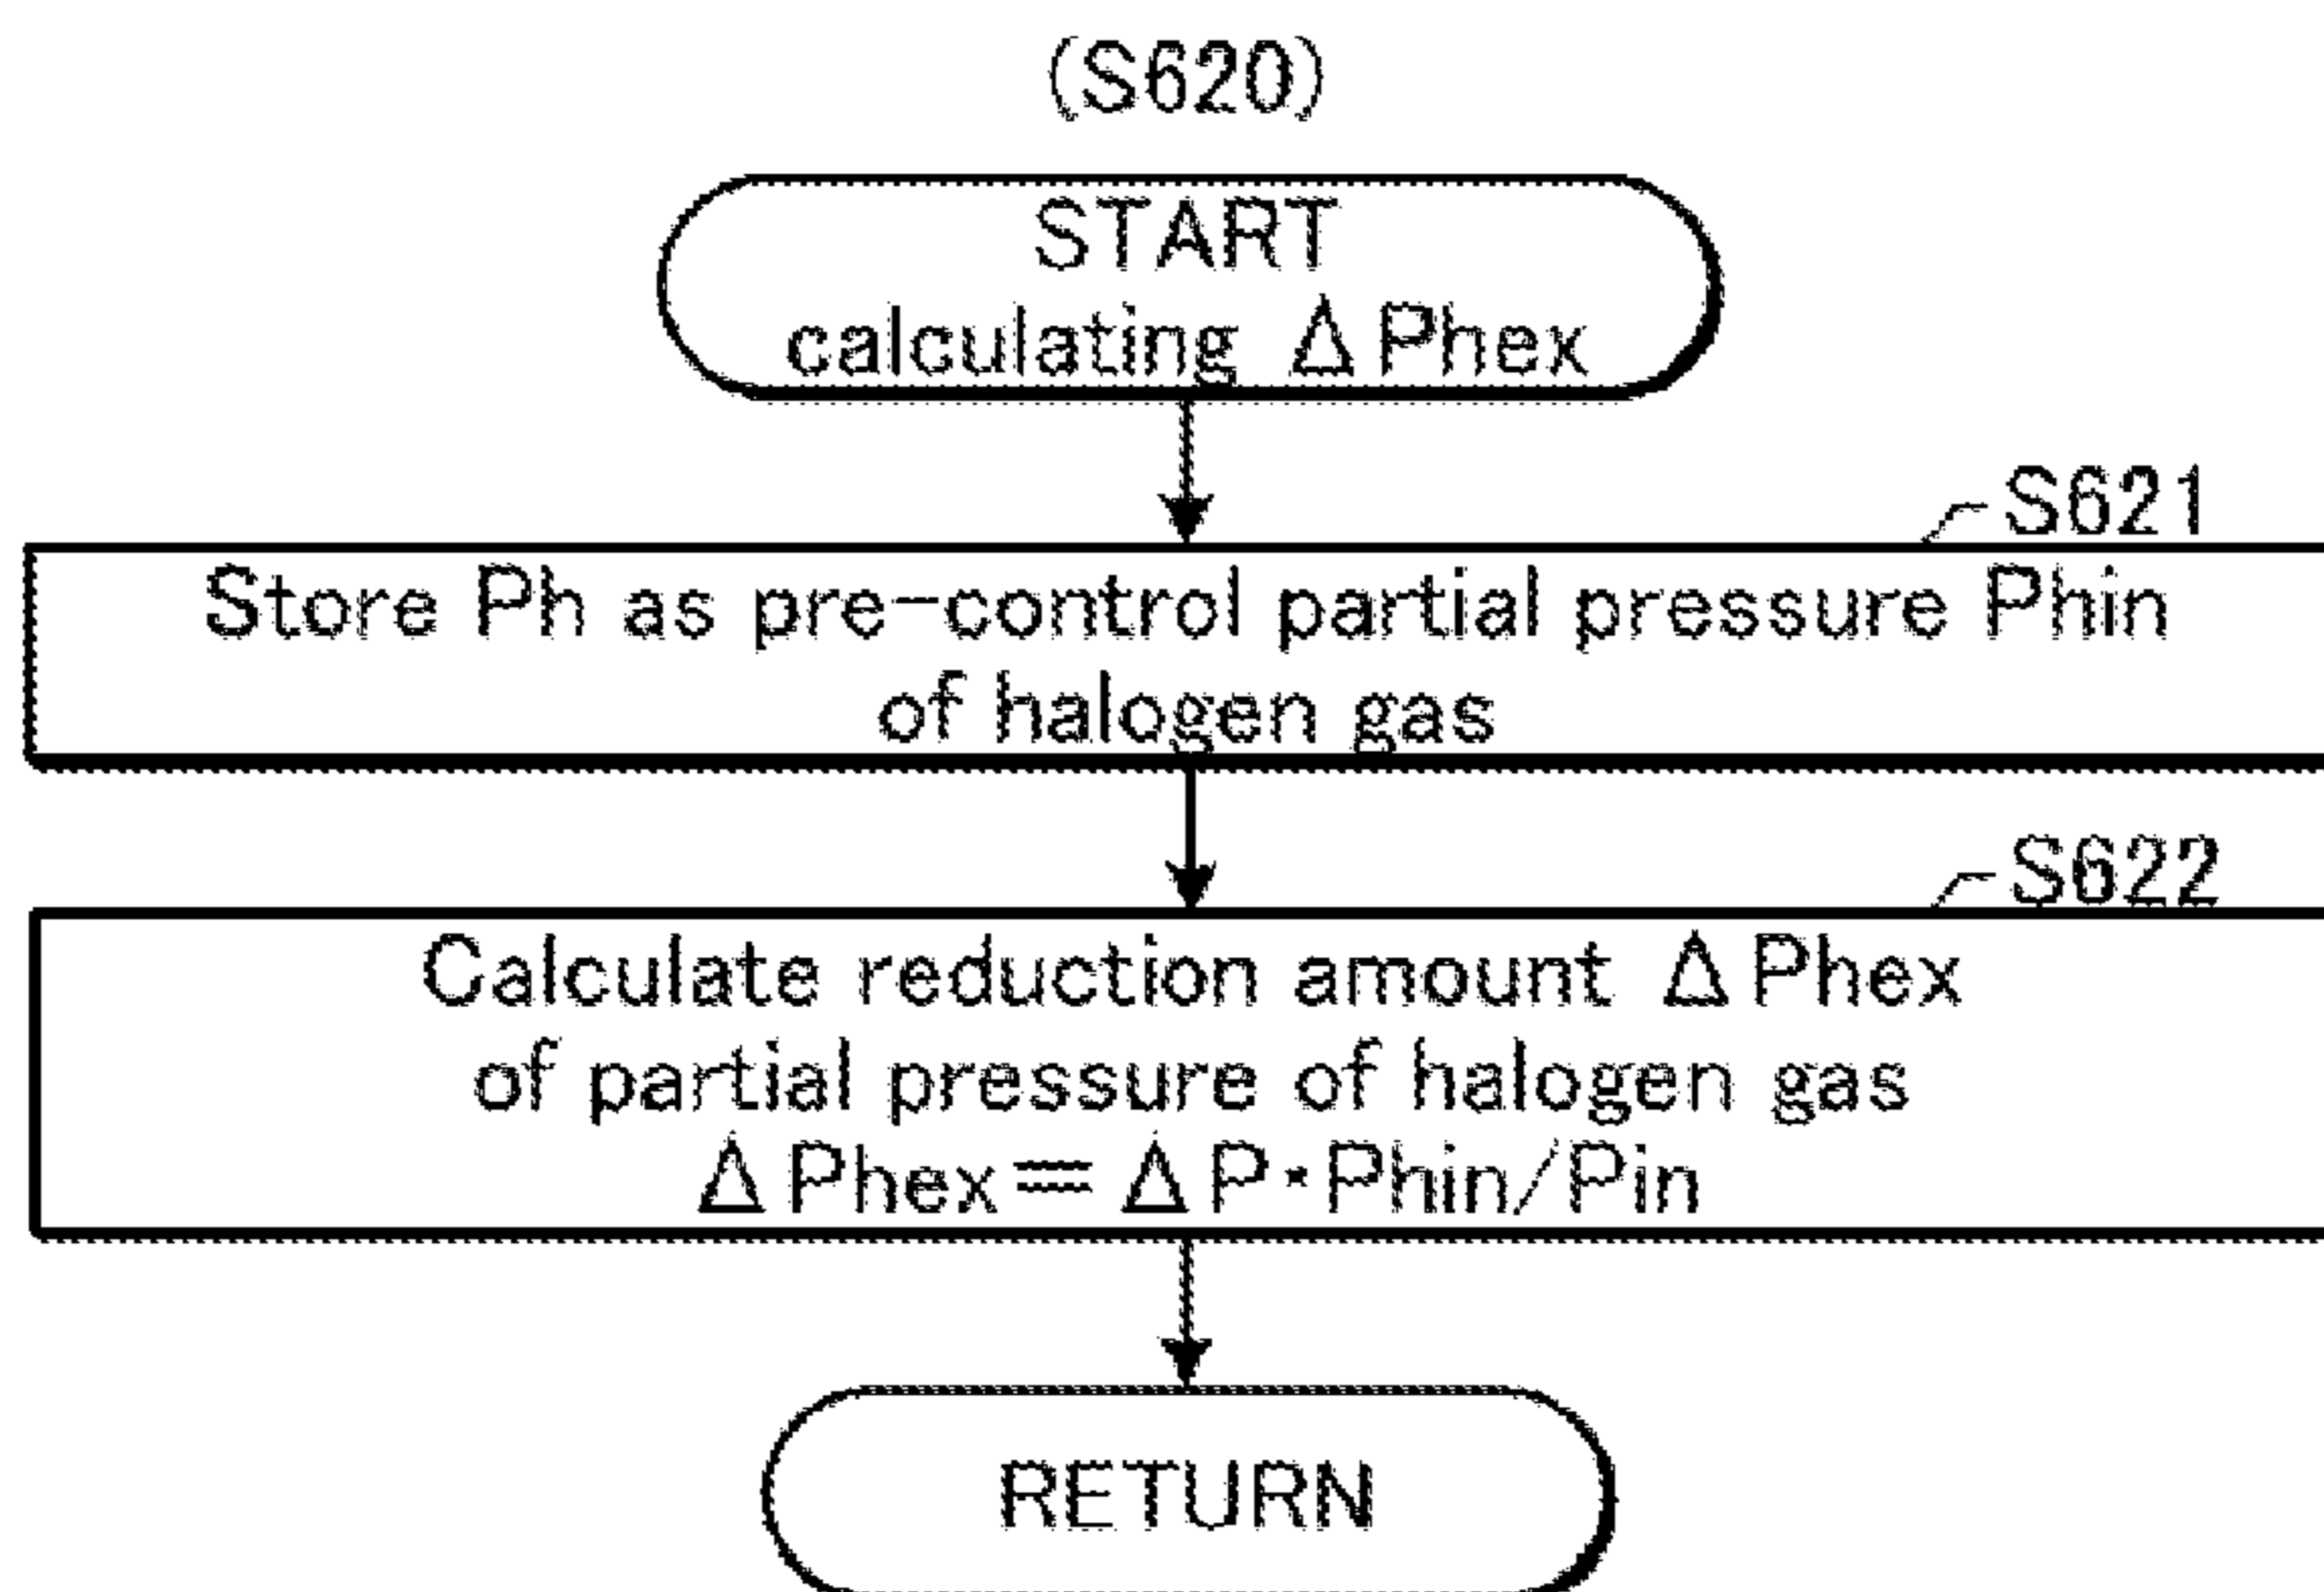 (S620)
START
calculating ΔPhex
S621
Store Ph as pre-control partial pressure Phin
of halogen gas
S622
Calculate reduction amount ΔPhex
of partial pressure of halogen gas
ΔPhex=ΔP・Phin/Pin
RETURN